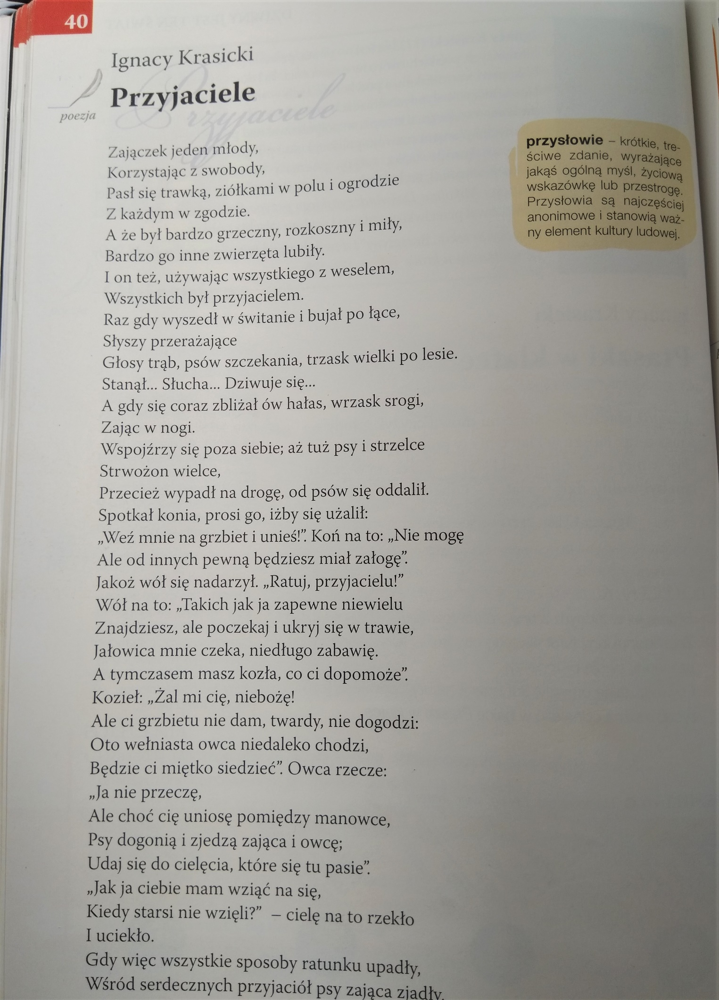 40
Ignacy Krasicki
Przyjaciele
Przyjaciele
poezja
Zajączek jeden młody,
Korzystając z swobody,
Pasł się trawką, ziółkami w polu i ogrodzie
Z każdym w zgodzie.
A że był bardzo grzeczny, rozkoszny i miły,
Bardzo go inne zwierzęta lubiły.
I on też, używając wszystkiego z weselem,
Wszystkich był przyjacielem.
Raz gdy wyszedł w świtanie i bujał po łące,
Słyszy przerażające
Głosy trąb, psów szczekania, trzask wielki po lesie.
Stanął... Słucha... Dziwuje się...
A gdy się coraz zbliżał ów hałas, wrzask srogi,
Zając w nogi.
Wspojźrzy się poza siebie; aż tuż psy i strzelce
Strwożon wielce,
Przecież wypadł na drogę, od psów się oddalił.
Spotkał konia, prosi go, iżby się użalił:
„Weź mnie na grzbiet i unieś!”. Koń na to: „Nie mogę
Ale od innych pewną będziesz miał załogę”.
Jakoż wół się nadarzył. „Ratuj, przyjacielu!”
Wół na to: „Takich jak ja zapewne niewielu
Znajdziesz, ale poczekaj i ukryj się w trawie,
Jałowica mnie czeka, niedługo zabawię.
A tymczasem masz kozła, co ci dopomoże”.
Kozieł: „Żal mi cię, niebożę!
Ale ci grzbietu nie dam, twardy, nie dogodzi:
Oto wełniasta owca niedaleko chodzi,
Będzie ci miętko siedzieć”. Owca rzecze:
„Ja nie przeczę,
Ale choć cię uniosę pomiędzy manowce,
Psy dogonią i zjedzą zająca i owcę;
Udaj się do cielęcia, które się tu pasie”.
„Jak ja ciebie mam wziąć na się,
Kiedy starsi nie wzięli?” – cielę na to rzekło
I uciekło.
Gdy więc wszystkie sposoby ratunku upadły,
Wśród serdecznych przyjaciół psy zająca zjadły.
przysłowie – krótkie, tre-
ściwe zdanie, wyrażające
jakąś ogólną myśl, życiową
wskazówkę lub przestrogę.
Przysłowia są najczęściej
anonimowe i stanowią waż-
ny element kultury ludowej.